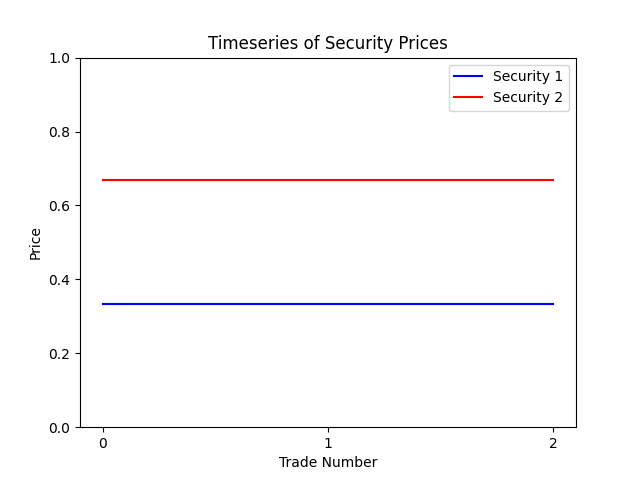 Timeseries of Security Prices
1.0
0.8
0.6
0.4
0.2
0.0
Price
Security 1
Security 2
0 1 2
Trade Number